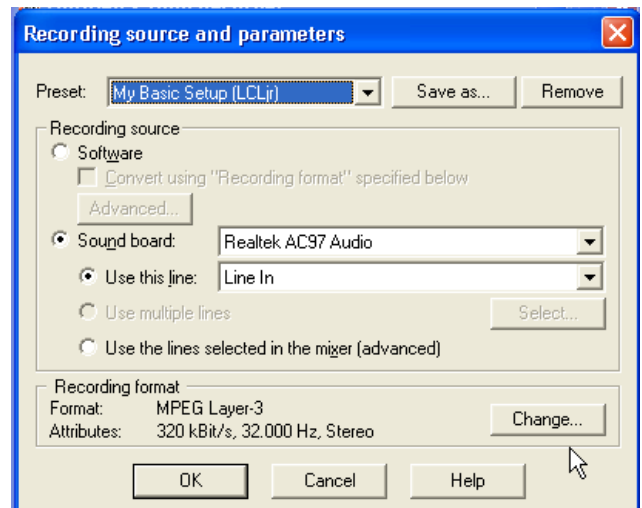 Recording source and parameters
Preset: My Basic Setup (LCLjr) Save as... Remove
Recording source
Software
Convert using "Recording format" specified below
Advanced...
Sound board: Realtek AC97 Audio
Use this line: Line In
Use multiple lines Select...
Use the lines selected in the mixer (advanced)
Recording format
Format: MPEG Layer-3
Change...
Attributes: 320 kBit/s, 32.000 Hz, Stereo
OK Cancel Help